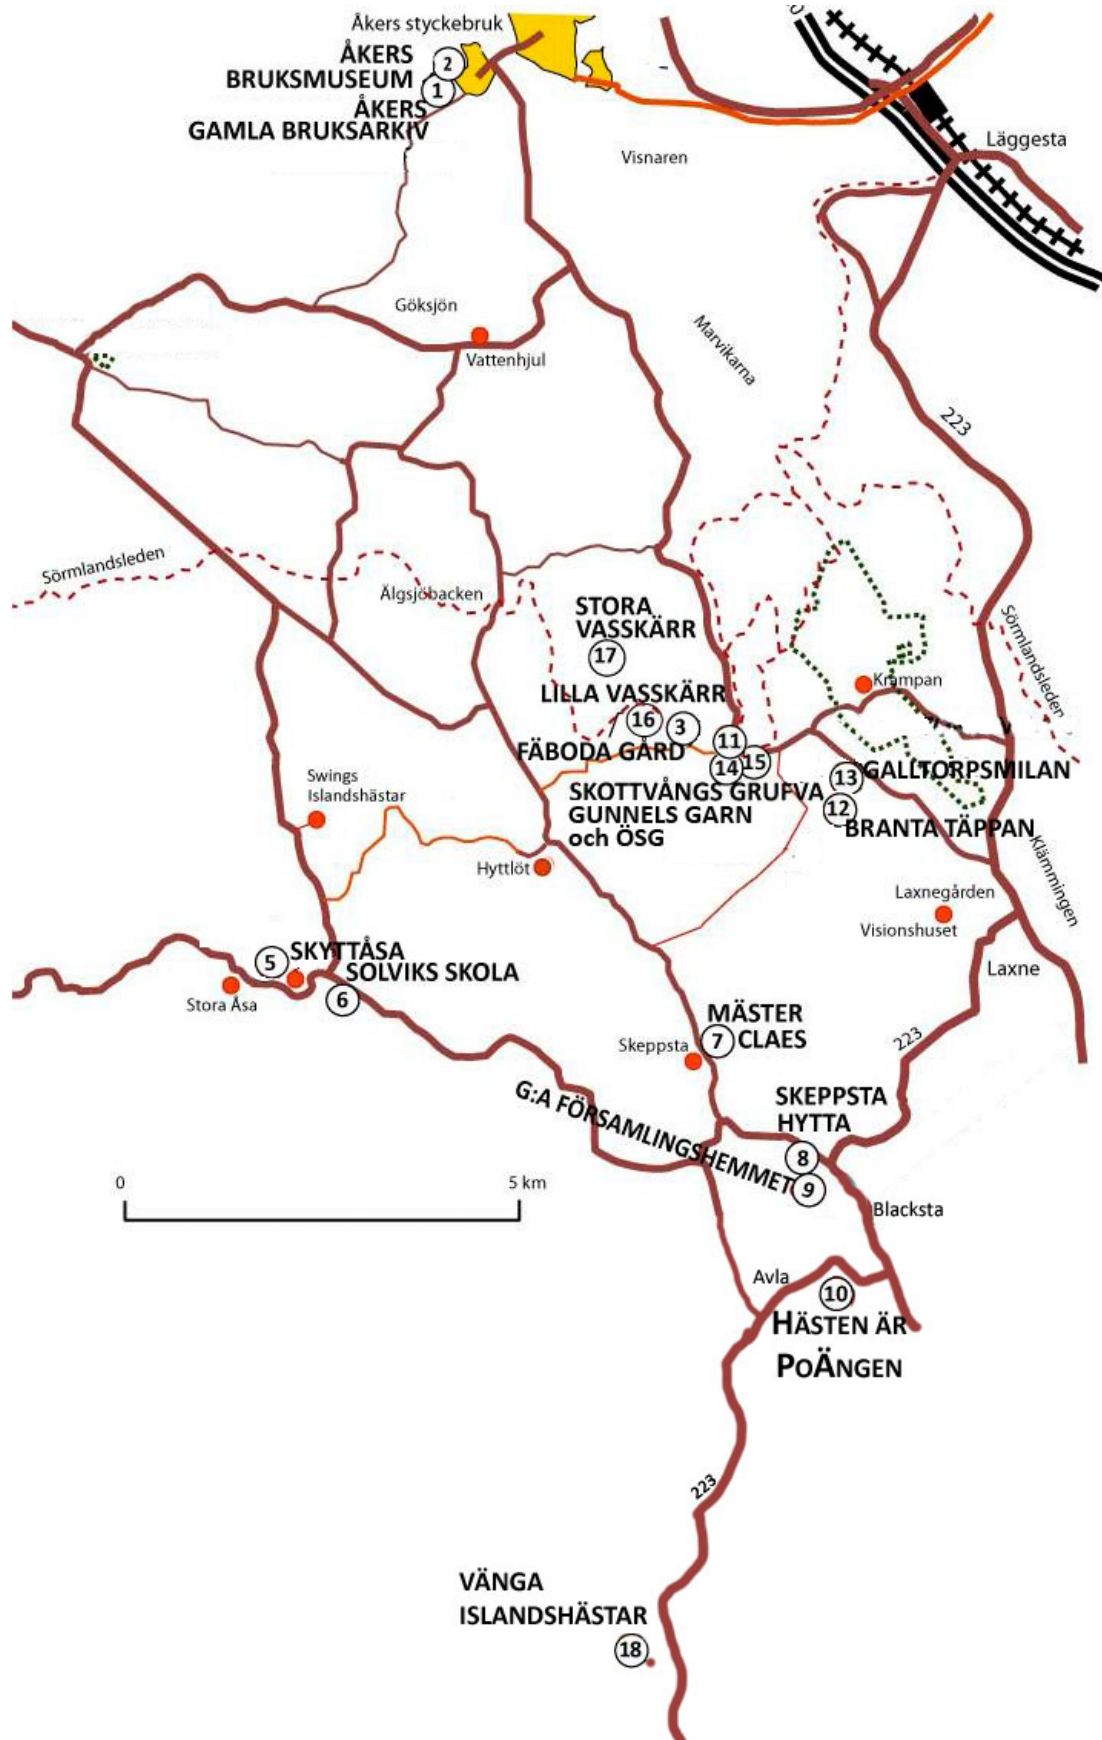 Åkers styckebruk
ÅKERS
BRUKSMUSEUM
2
1
ÅKERS
GAMLA BRUKSARKIV
Visnaren
Läggesta
Göksjön
Vattenhjul
Marvikarna
223
Sörmlandsleden
Älgsjöbacken
STORA
VASSKÄRR
17
Sörmlandsleden
Krampan
LILLA VASSKÄRR
16
3
11
FÄBODA GÅRD
14
15
13
GALLTORPSMILAN
SKOTTVÅNGS GRUFVA
GUNNELS GARN
och ÖSG
12
BRANTA TÄPPAN
Swings
Islandshästar
Hyttlöt
Klämmingen
Laxnegården
Visionshuset
Laxne
SKYTTÅSA
5
SOLVIKS SKOLA
6
Stora Åsa
MÄSTER
CLAES
7
Skeppsta
223
SKEPPSTA
HYTTA
8
G:A FÖRSAMLINGSHEMMET
9
0
5 km
Blacksta
Avla
10
HÄSTEN ÄR
POÄNGEN
223
VÄNGA
ISLANDSHÄSTAR
18